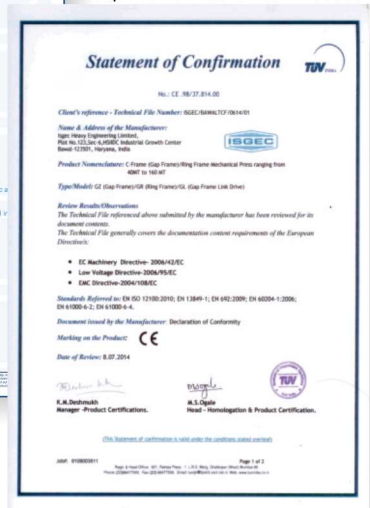 Statement of Confirmation
TUV
No.: CE .98/37.814.00
Client's reference - Technical File Number: ISGEC/BAWALTCF/0614/01
Name & Address of the Manufacturer:
Isgec Heavy Engineering Limited,
Plot No.123,Sec-6,HSIIDC Industrial Growth Center
Bawal-123501, Haryana, India
ISGEC
Product Nomenclature: C-Frame (Gap Frame)/Ring Frame Mechanical Press ranging from
40MT to 160 MT
Type/Model: GZ (Gap Frame)/GR (Ring Frame)/GL (Gap Frame Link Drive)
Review Results/Observations
The Technical File referenced above submitted by the manufacturer has been reviewed for its
document contents.
The Technical File generally covers the documentation content requirements of the European
Directive/s:
• EC Machinery Directive- 2006/42/EC
• Low Voltage Directive-2006/95/EC
• EMC Directive-2004/108/EC
Standards Referred to: EN ISO 12100:2010; EN 13849-1; EN 692:2009; EN 60204-1:2006;
EN 61000-6-2; EN 61000-6-4.
Document issued by the Manufacturer: Declaration of Conformity
Marking on the Product: CE
Date of Review: 8.07.2014
K.M.Deshmukh
Manager -Product Certifications.
M.S.Ogale
Head - Homologation & Product Certification.
TUV
(This Statement of confirmation is valid under the conditions stated overleaf)
Page 1 of 2